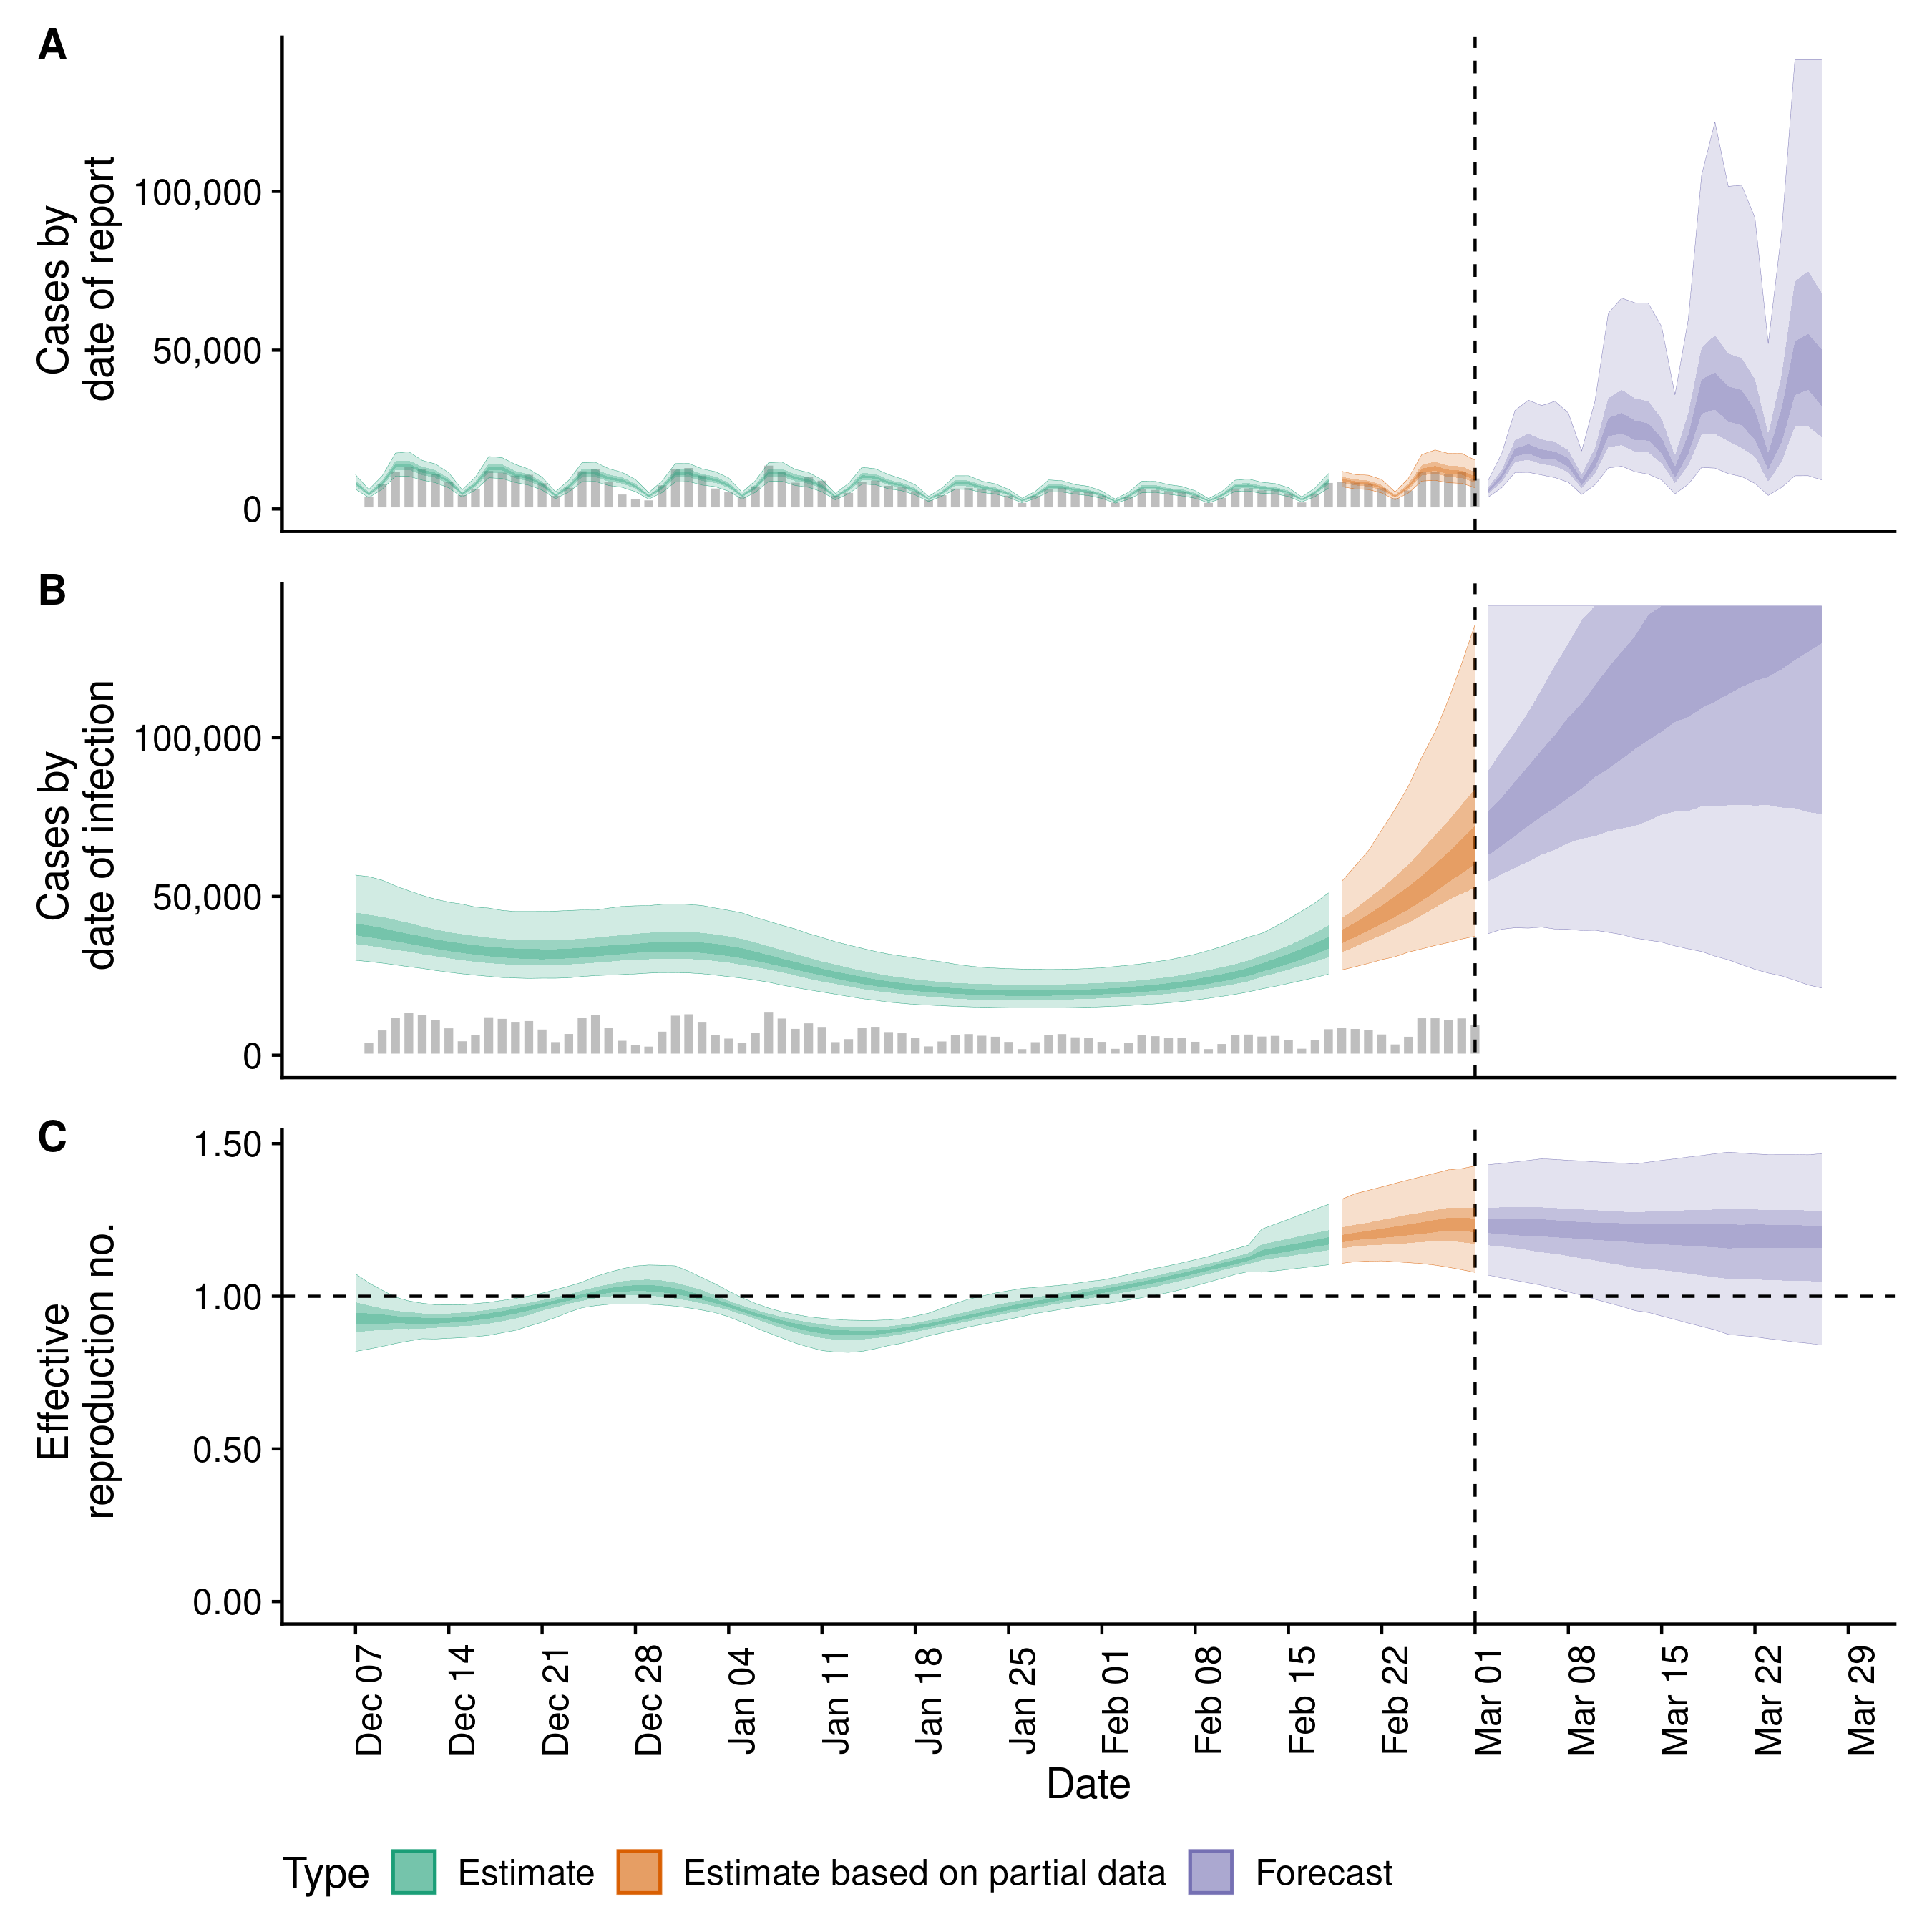 A
Cases by
date of report
100,000
50,000
0
B
Cases by
date of infection
100,000
50,000
0
C
Effective
reproduction no.
1.50
1.00
0.50
0.00
Dec 07
Dec 14
Dec 21
Dec 28
Jan 04
Jan 11
Jan 18
Jan 25
Feb 01
Feb 08
Feb 15
Feb 22
Mar 01
Mar 08
Mar 15
Mar 22
Mar 29
Date
Type Estimate Estimate based on partial data Forecast